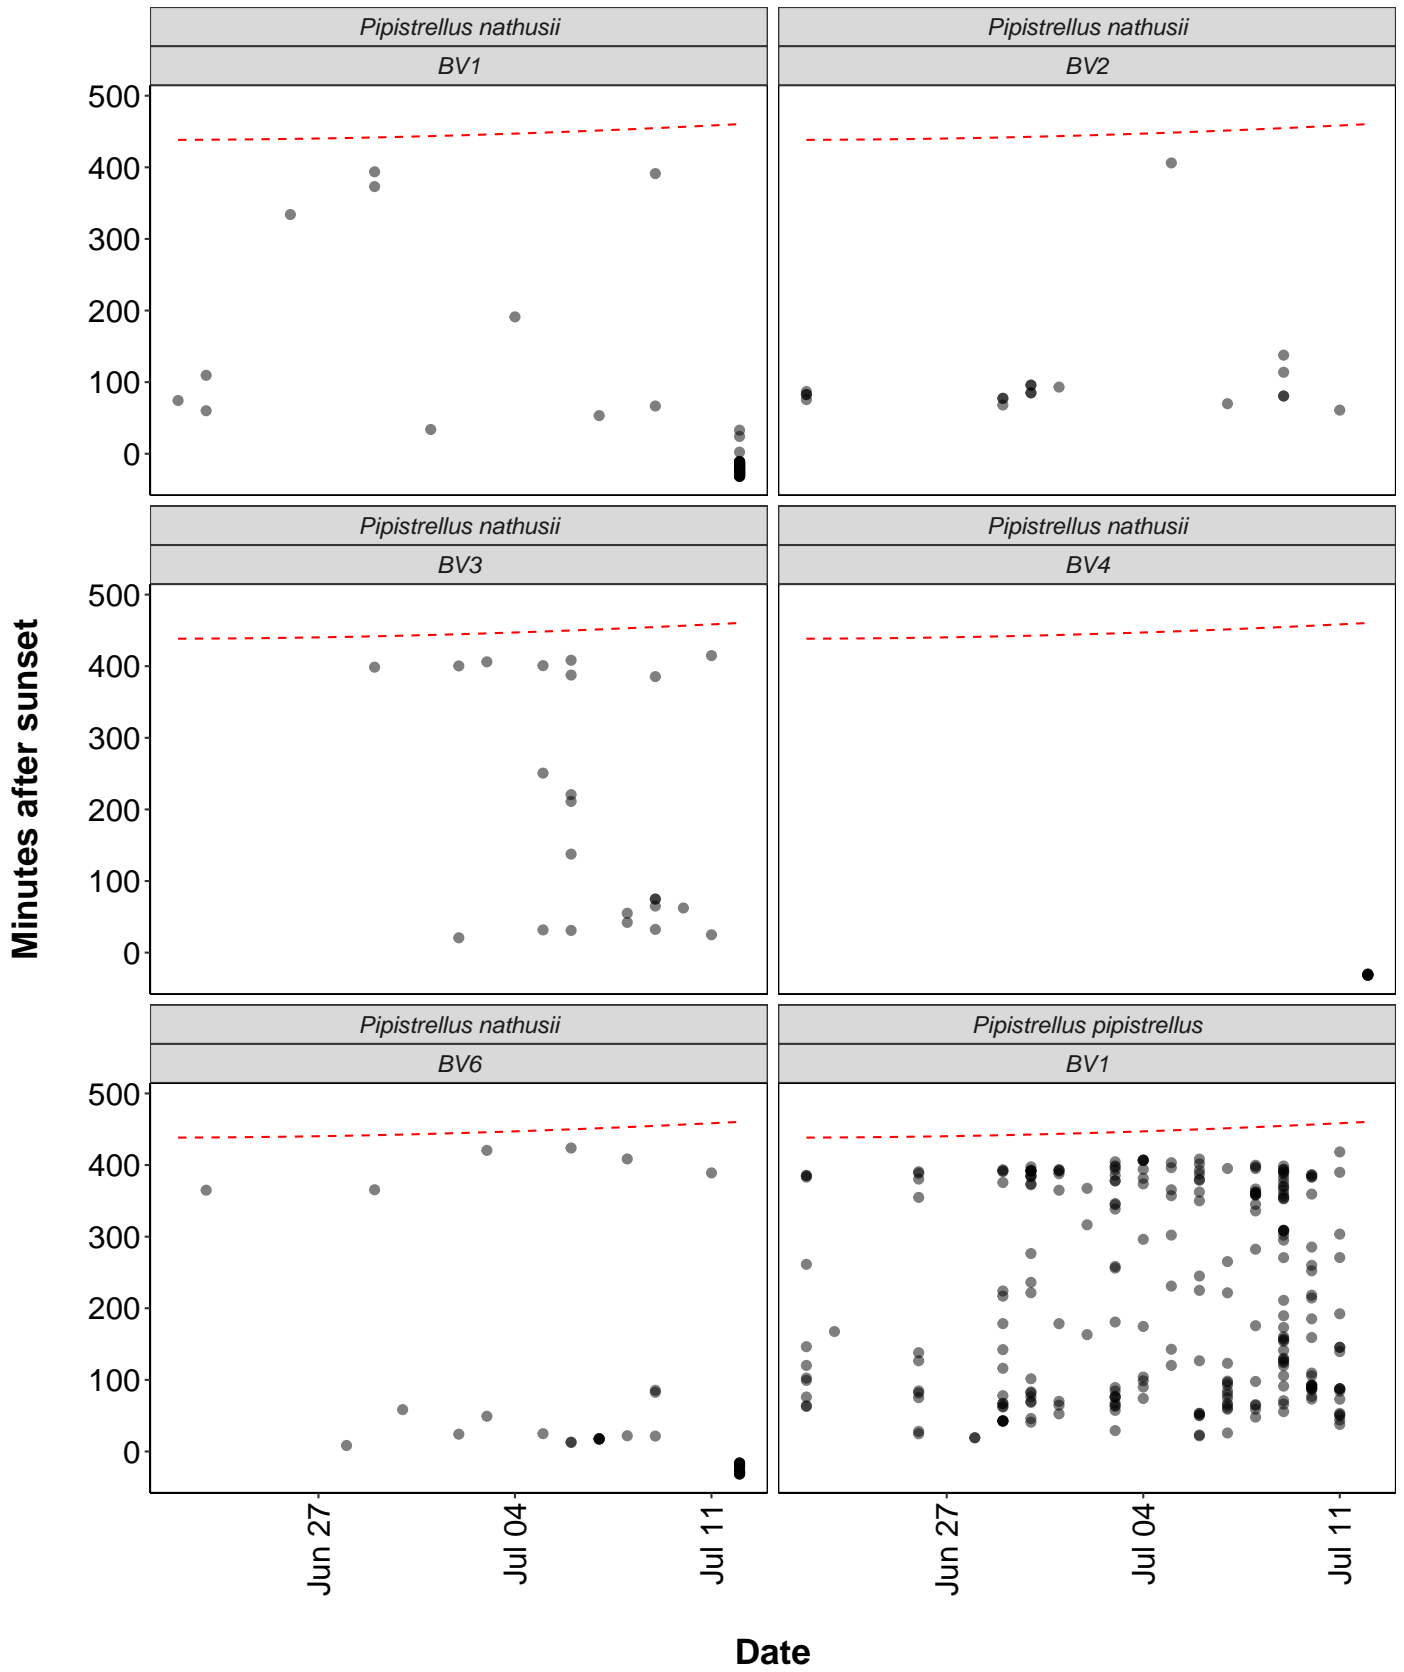 Pipistrellus nathusii
Pipistrellus nathusii
BV1
BV2
500
400
300
200
100
0
Pipistrellus nathusii
Pipistrellus nathusii
BV3
BV4
500
400
300
200
100
0
Minutes after sunset
Pipistrellus nathusii
Pipistrellus pipistrellus
BV6
BV1
500
400
300
200
100
0
Jun 27
Jul 04
Jul 11
Jun 27
Jul 04
Jul 11
Date